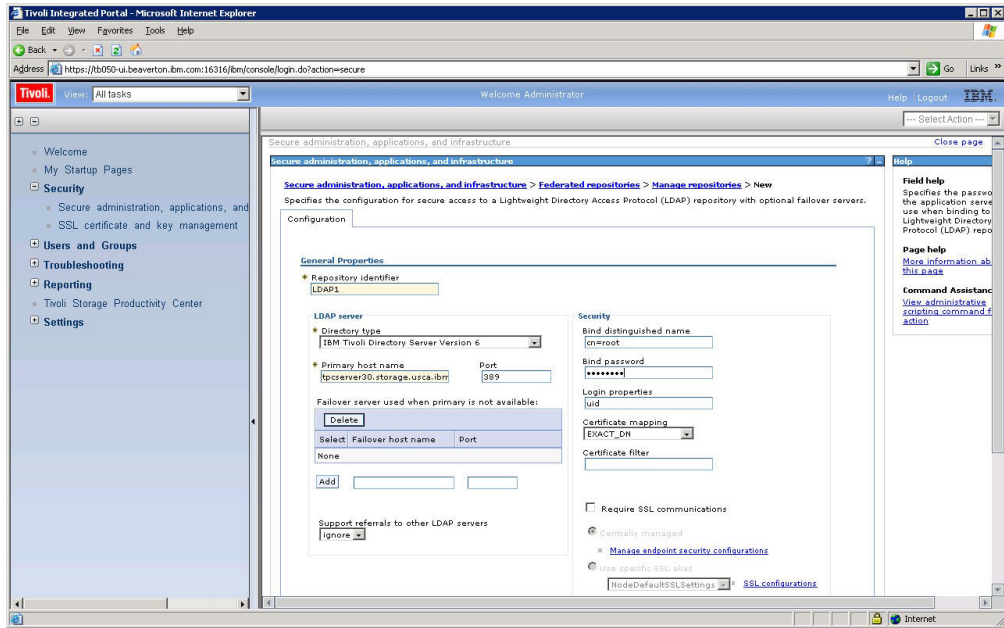 Tivoli Integrated Portal - Microsoft Internet Explorer
File Edit View Favorites Tools Help
Back
Address https://tb050-ui.beaverton.ibm.com:16316/ibm/console/login.do?action=secure Go Links »
Tivoli. View: All tasks Welcome Administrator Help Logout IBM.
--- Select Action ---
Welcome
My Startup Pages
Security
Secure administration, applications, and
SSL certificate and key management
Users and Groups
Troubleshooting
Reporting
Tivoli Storage Productivity Center
Settings
Secure administration, applications, and infrastructure Close page
Secure administration, applications, and infrastructure ? -
Secure administration, applications, and infrastructure > Federated repositories > Manage repositories > New
Specifies the configuration for secure access to a Lightweight Directory Access Protocol (LDAP) repository with optional failover servers.
Configuration
General Properties
* Repository identifier
LDAP1
LDAP server
* Directory type
IBM Tivoli Directory Server Version 6
* Primary host name Port
tpcserver30.storage.usca.ibm 389
Failover server used when primary is not available:
Delete
Select Failover host name Port
None
Add
Support referrals to other LDAP servers
ignore
Security
Bind distinguished name
cn=root
Bind password
••••••••
Login properties
uid
Certificate mapping
EXACT_DN
Certificate filter
Require SSL communications
Centrally managed
Manage endpoint security configurations
Use specific SSL alias
NodeDefaultSSLSettings SSL configurations
Help
Field help
Specifies the passwo
the application serve
use when binding to
Lightweight Directory
Protocol (LDAP) repo
Page help
More information ab
this page
Command Assistanc
View administrative
scripting command f
action
Internet